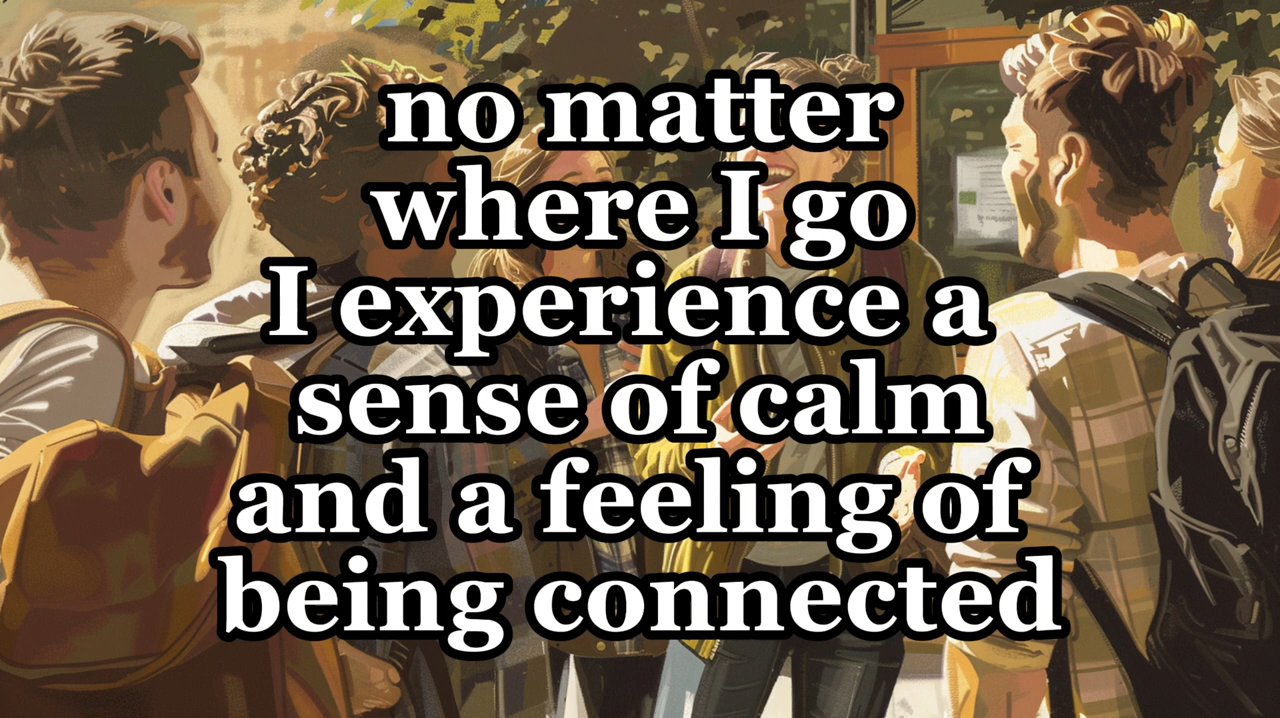 no matter
where I go
I experience a
sense of calm
and a feeling of
being connected